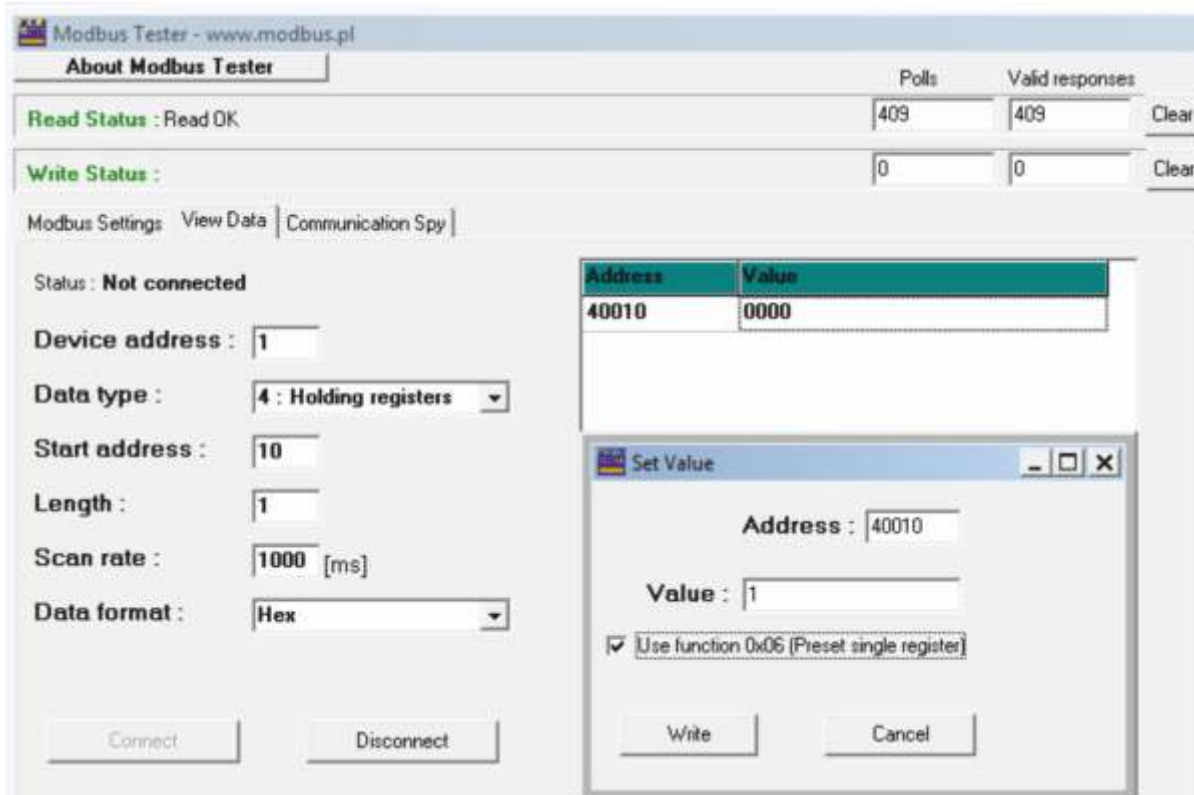 Modbus Tester - www.modbus.pl
About Modbus Tester
Polls Valid responses
Read Status : Read OK 409 409 Clear
Write Status : 0 0 Clear
Modbus Settings View Data Communication Spy
Status : Not connected
Device address : 1
Data type : 4 : Holding registers
Start address : 10
Length : 1
Scan rate : 1000 [ms]
Data format : Hex
Connect Disconnect
Address Value
40010 0000
Set Value
Address : 40010
Value : 1
Use function 0x06 (Preset single register)
Write Cancel